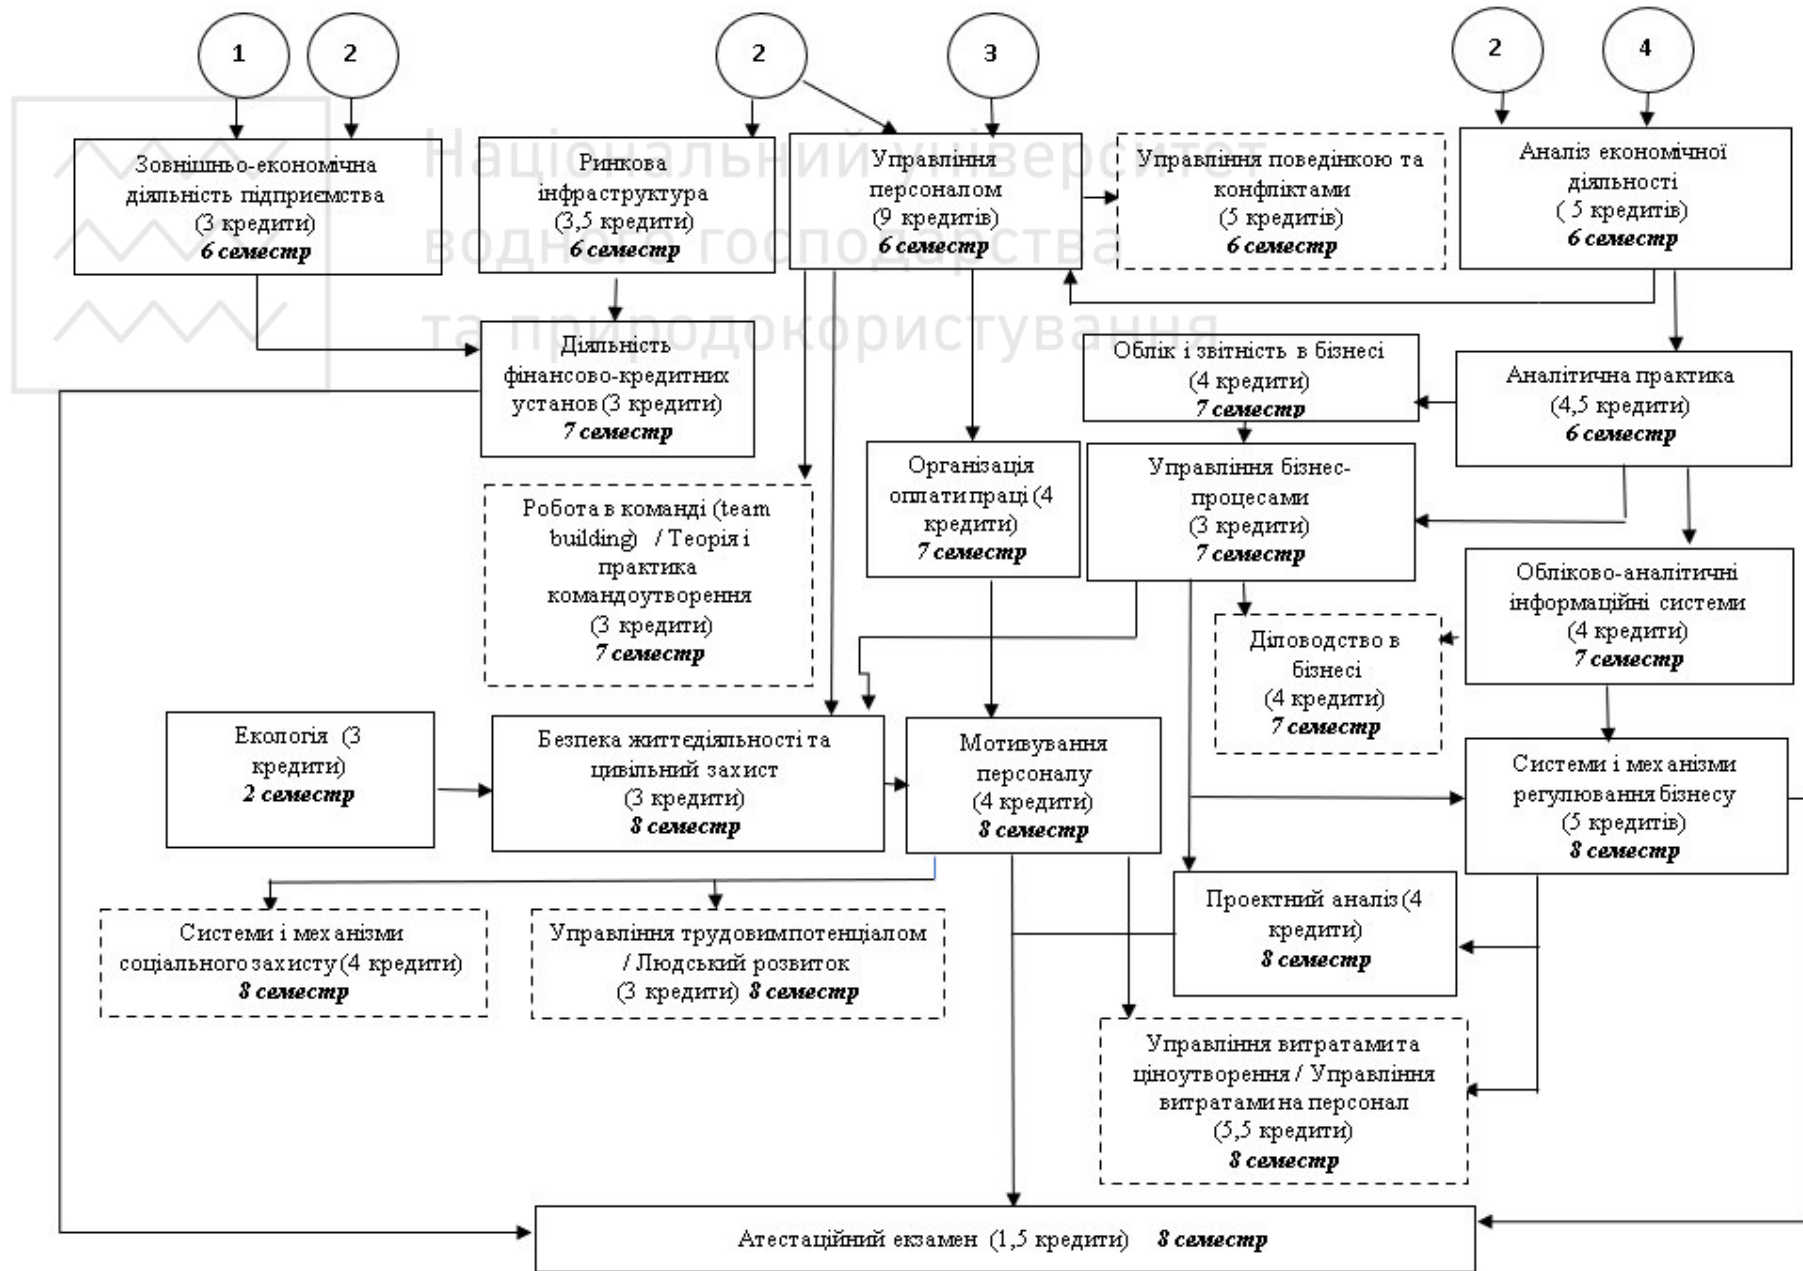 1
2
2
3
2
4
Національний університет
водного господарства
та природокористування
Зовнішньо-економічна
діяльність підприємства
(3 кредити)
6 семестр
Ринкова
інфраструктура
(3,5 кредити)
6 семестр
Управління
персоналом
(9 кредитів)
6 семестр
Управління поведінкою та
конфліктами
(5 кредитів)
6 семестр
Аналіз економічної
діяльності
( 5 кредитів)
6 семестр
Діяльність
фінансово-кредитних
установ (3 кредити)
7 семестр
Облік і звітність в бізнесі
(4 кредити)
7 семестр
Аналітична практика
(4,5 кредити)
6 семестр
Організація
оплати праці (4
кредити)
7 семестр
Управління бізнес-
процесами
(3 кредити)
7 семестр
Робота в команді (team
building) / Теорія і
практика
командоутворення
(3 кредити)
7 семестр
Обліково-аналітичні
інформаційні системи
(4 кредити)
7 семестр
Діловодство в
бізнесі
(4 кредити)
7 семестр
Екологія (3
кредити)
2 семестр
Безпека життєдіяльності та
цивільний захист
(3 кредити)
8 семестр
Мотивування
персоналу
(4 кредити)
8 семестр
Системи і механізми
регулювання бізнесу
(5 кредитів)
8 семестр
Системи і механізми
соціального захисту (4 кредити)
8 семестр
Управління трудовим потенціалом
/ Людський розвиток
(3 кредити) 8 семестр
Проектний аналіз (4
кредити)
8 семестр
Управління витратами та
ціноутворення / Управління
витратами на персонал
(5,5 кредити)
8 семестр
Атестаційний екзамен (1,5 кредити) 8 семестр